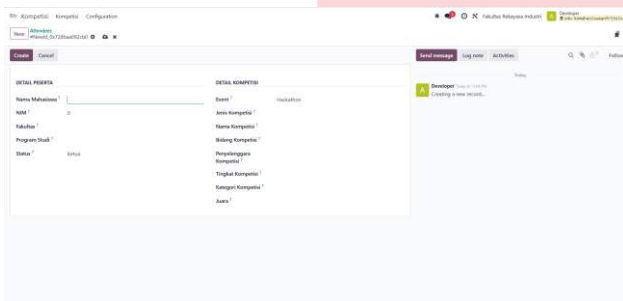 Kompetisi Kompetisi Configuration
Fakultas Rekayasa Industri
Developer
New
Attendees
Create Cancel
Send message Log note Activities
Follow
Today
DETAIL PESERTA
DETAIL KOMPETISI
Developer
Creating a new record...
Nama Mahasiswa ?
Event ?
Hackathon
NIM ?
Jenis Kompetisi ?
Fakultas ?
Nama Kompetisi ?
Program Studi ?
Bidang Kompetisi ?
Status ?
Ketua
Penyelenggara
Kompetisi ?
Tingkat Kompetisi ?
Kategori Kompetisi ?
Juara ?